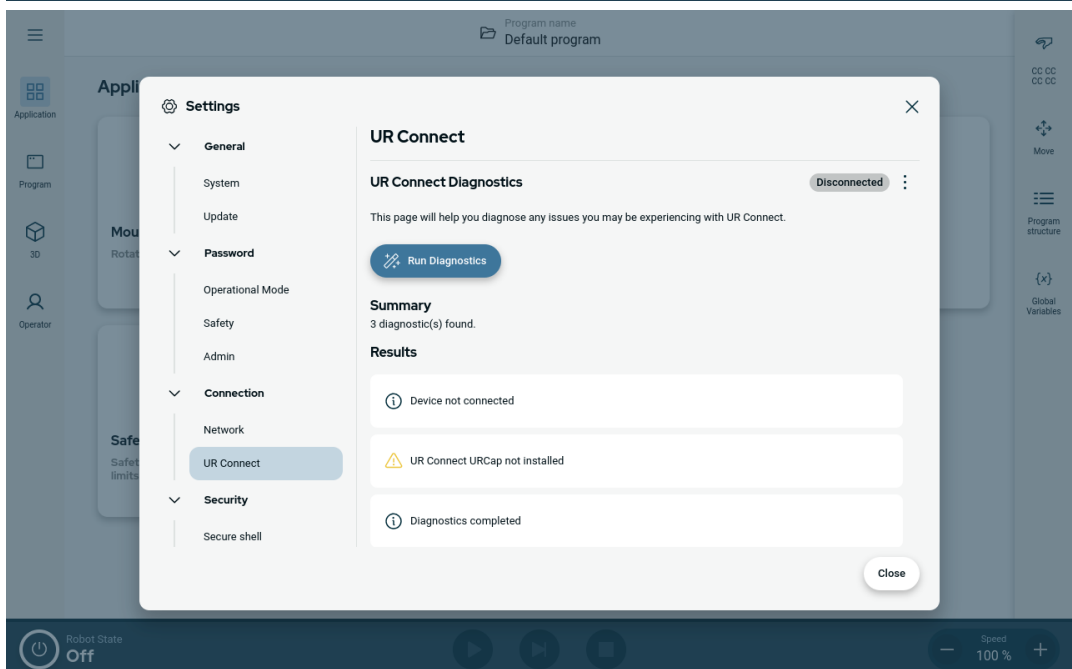 Program name
Default program
Appli
Application
Program
3D
Operator
Mou
Rotat
Safe
Safet
limits
CC CC
CC CC
Move
Program
structure
{x}
Global
Variables
Settings
General
System
Update
Password
Operational Mode
Safety
Admin
Connection
Network
UR Connect
Security
Secure shell
UR Connect
UR Connect Diagnostics
Disconnected
This page will help you diagnose any issues you may be experiencing with UR Connect.
Run Diagnostics
Summary
3 diagnostic(s) found.
Results
Device not connected
UR Connect URCap not installed
Diagnostics completed
Close
Robot State
Off
Speed
100 %